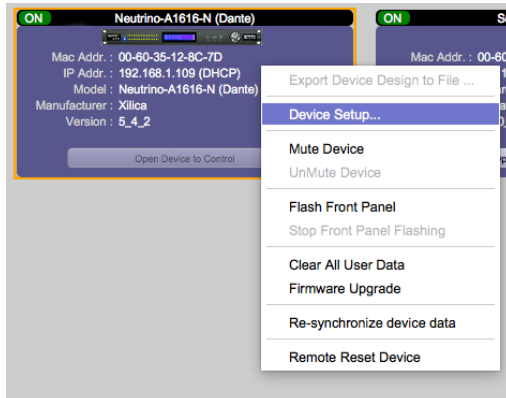 ON Neutrino-A1616-N (Dante)
Mac Addr. : 00-60-35-12-8C-7D
IP Addr. : 192.168.1.109 (DHCP)
Model : Neutrino-A1616-N (Dante)
Manufacturer : Xilica
Version : 5_4_2
Open Device to Control
ON
Mac Addr. : 00-60
Export Device Design to File ...
Device Setup...
Mute Device
UnMute Device
Flash Front Panel
Stop Front Panel Flashing
Clear All User Data
Firmware Upgrade
Re-synchronize device data
Remote Reset Device